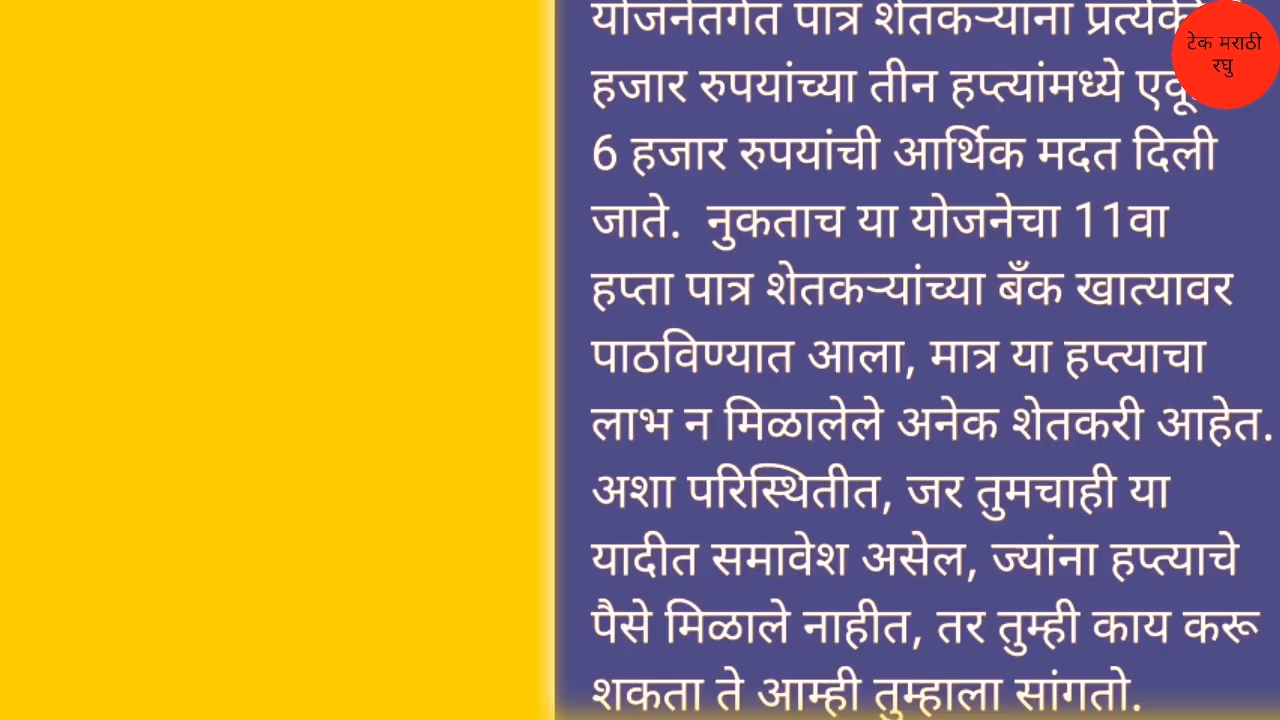 योजनेतंर्गत पात्र शेतकऱ्यांना
हजार रुपयांच्या तीन हप्त्यांमध्ये
6 हजार रुपयांची आर्थिक मदत दिली
जाते. नुकताच या योजनेचा 11वा
हप्ता पात्र शेतकऱ्यांच्या बँक खात्यावर
पाठविण्यात आला, मात्र या हप्त्याचा
लाभ न मिळालेले अनेक शेतकरी आहेत.
अशा परिस्थितीत, जर तुमचाही या
यादीत समावेश असेल, ज्यांना हप्त्याचे
पैसे मिळाले नाहीत, तर तुम्ही काय करू
शकता ते आम्ही तुम्हाला सांगतो.
टेक मराठी
रघु